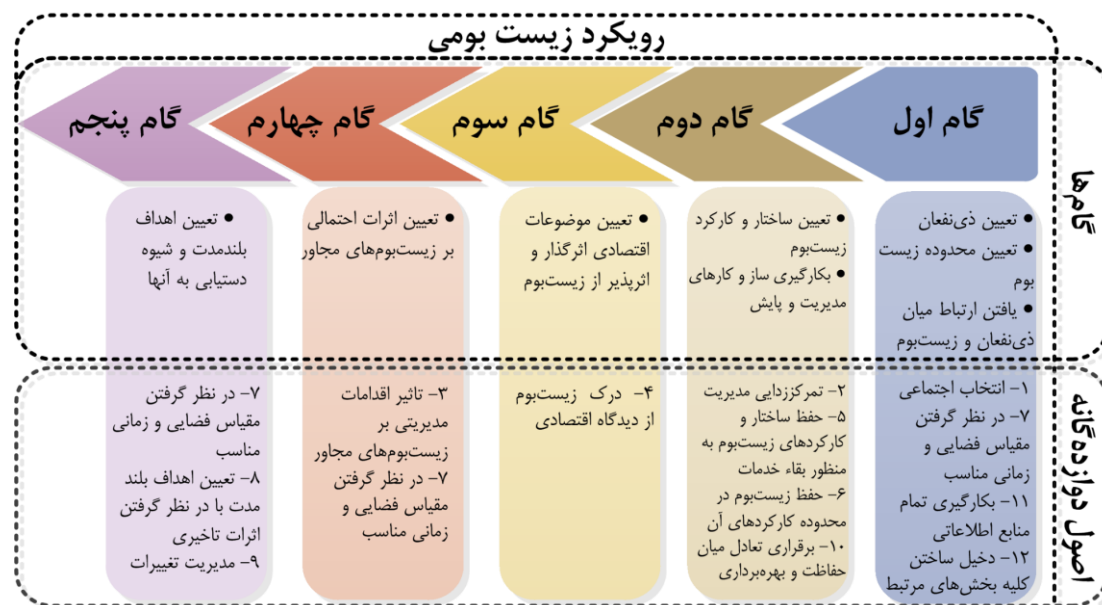 رویکرد زیست بومی
گام‌ها
گام اول
گام دوم
گام سوم
گام چهارم
گام پنجم
● تعیین ذی‌نفعان
● تعیین محدوده زیست
بوم
● یافتن ارتباط میان
ذی‌نفعان و زیست‌بوم
● تعیین ساختار و کارکرد
زیست‌بوم
● بکارگیری ساز و کارهای
مدیریت و پایش
● تعیین موضوعات
اقتصادی اثرگذار و
اثرپذیر از زیست‌بوم
● تعیین اثرات احتمالی
بر زیست‌بوم‌های مجاور
● تعیین اهداف
بلندمدت و شیوه
دستیابی به آنها
اصول دوازده‌گانه
۱- انتخاب اجتماعی
۷- در نظر گرفتن
مقیاس فضایی و
زمانی مناسب
۱۱- بکارگیری تمام
منابع اطلاعاتی
۱۲- دخیل ساختن
کلیه بخش‌های مرتبط
۲- تمرکززدایی مدیریت
۵- حفظ ساختار و
کارکردهای زیست‌بوم به
منظور بقاء خدمات
۶- حفظ زیست‌بوم در
محدوده کارکردهای آن
۱۰- برقراری تعادل میان
حفاظت و بهره‌برداری
۴- درک زیست‌بوم
از دیدگاه اقتصادی
۳- تاثیر اقدامات
مدیریتی بر
زیست‌بوم‌های مجاور
۷- در نظر گرفتن
مقیاس فضایی و
زمانی مناسب
۷- در نظر گرفتن
مقیاس فضایی و زمانی
مناسب
۸- تعیین اهداف بلند
مدت با در نظر گرفتن
اثرات تاخیری
۹- مدیریت تغییرات